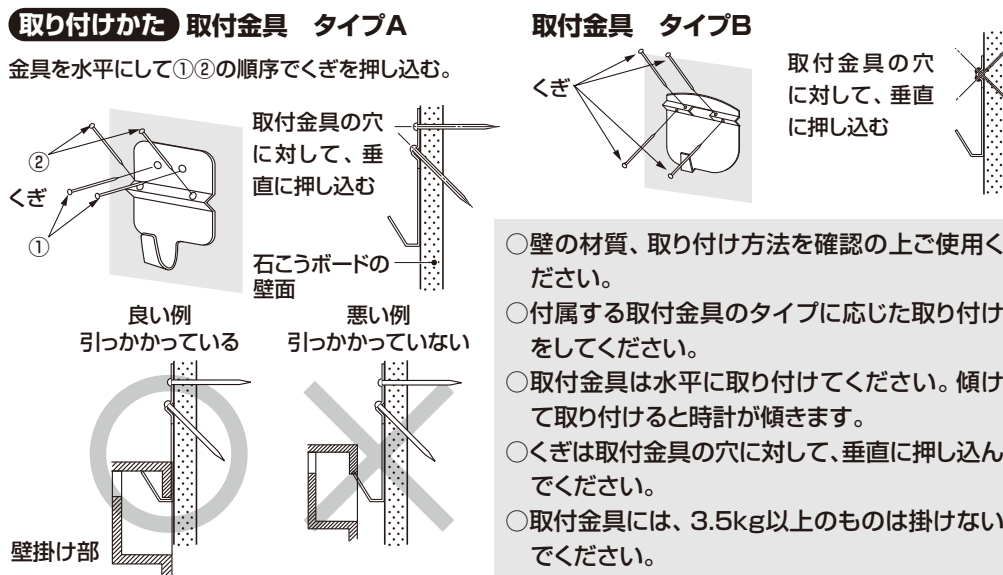 取り付けかた 取付金具　タイプA
金具を水平にして①②の順序でくぎを押し込む。
②
くぎ
①
取付金具の穴
に対して、垂
直に押し込む
石こうボードの
壁面
良い例
引っかかっている
悪い例
引っかかっていない
壁掛け部
取付金具　タイプB
くぎ
取付金具の穴
に対して、垂直
に押し込む
○壁の材質、取り付け方法を確認の上ご使用く
ださい。
○付属する取付金具のタイプに応じた取り付け
をしてください。
○取付金具は水平に取り付けてください。傾け
て取り付けると時計が傾きます。
○くぎは取付金具の穴に対して、垂直に押し込ん
でください。
○取付金具には、3.5kg以上のものは掛けない
でください。